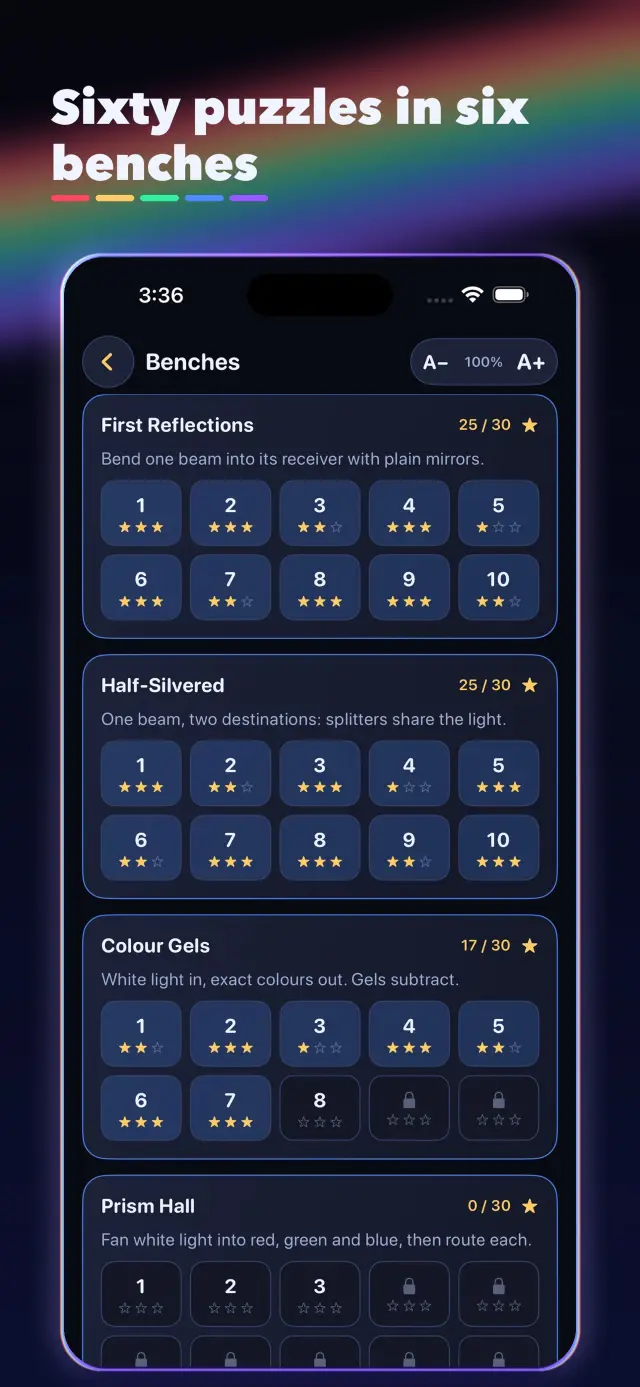 Sixty puzzles in six
benches
3:36
Benches
A− 100% A+
First Reflections 25 / 30
Bend one beam into its receiver with plain mirrors.
1 2 3 4 5
6 7 8 9 10
Half-Silvered 25 / 30
One beam, two destinations: splitters share the light.
1 2 3 4 5
6 7 8 9 10
Colour Gels 17 / 30
White light in, exact colours out. Gels subtract.
1 2 3 4 5
6 7 8
Prism Hall 0 / 30
Fan white light into red, green and blue, then route each.
1 2 3